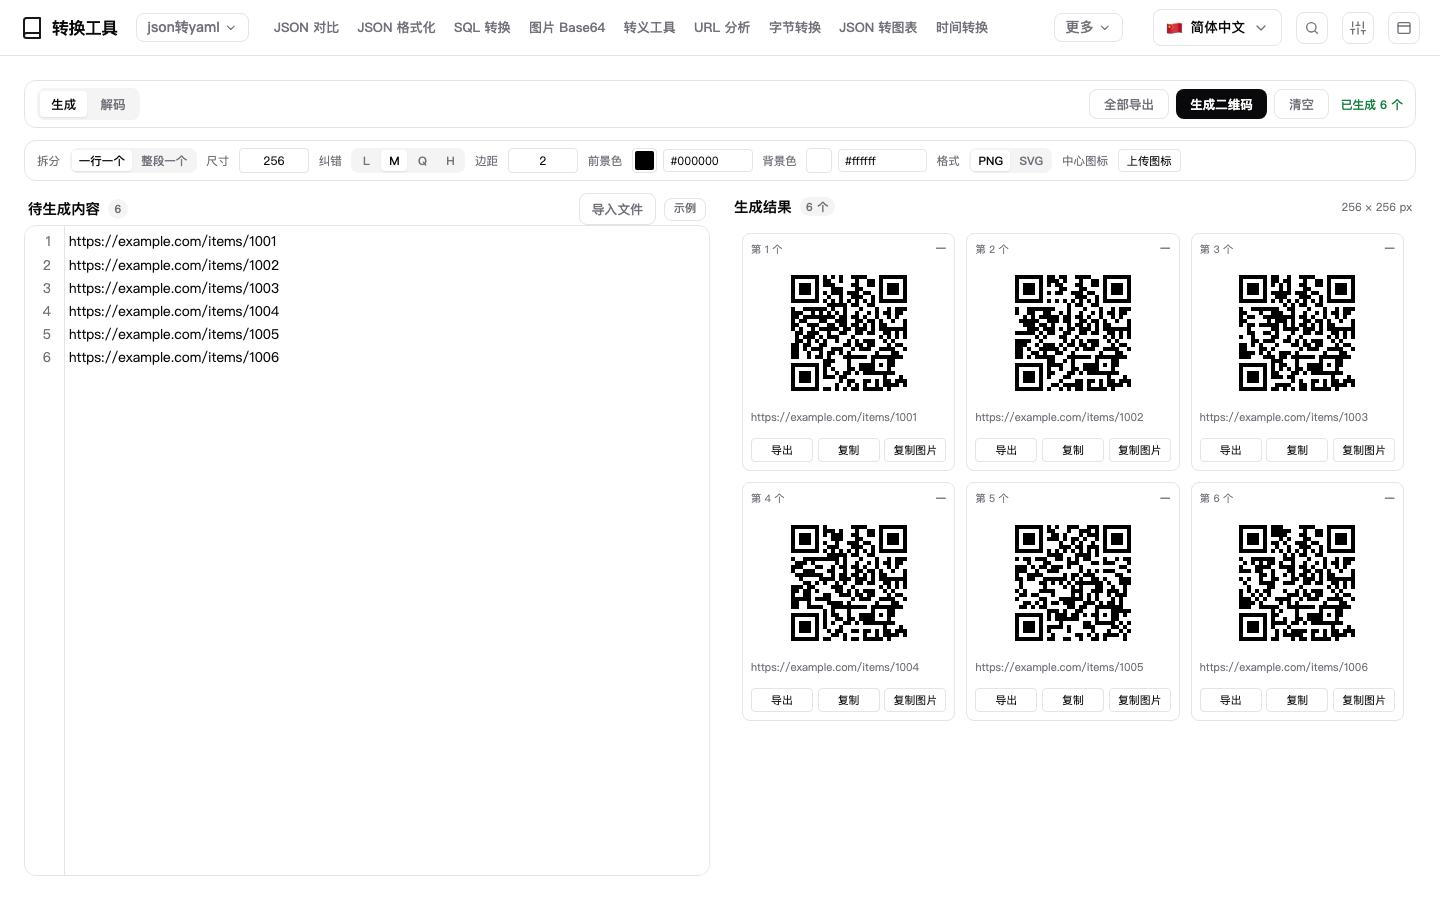 转换工具 json转yaml JSON 对比 JSON 格式化 SQL 转换 图片 Base64 转义工具 URL 分析 字节转换 JSON 转图表 时间转换 更多 简体中文
生成 解码 全部导出 生成二维码 清空 已生成 6 个
拆分 一行一个 整段一个 尺寸 256 纠错 L M Q H 边距 2 前景色 #000000 背景色 #ffffff 格式 PNG SVG 中心图标 上传图标
待生成内容 6 导入文件 示例
1 https://example.com/items/1001
2 https://example.com/items/1002
3 https://example.com/items/1003
4 https://example.com/items/1004
5 https://example.com/items/1005
6 https://example.com/items/1006
生成结果 6 个 256 × 256 px
第 1 个 第 2 个 第 3 个
https://example.com/items/1001 https://example.com/items/1002 https://example.com/items/1003
导出 复制 复制图片 导出 复制 复制图片 导出 复制 复制图片
第 4 个 第 5 个 第 6 个
https://example.com/items/1004 https://example.com/items/1005 https://example.com/items/1006
导出 复制 复制图片 导出 复制 复制图片 导出 复制 复制图片